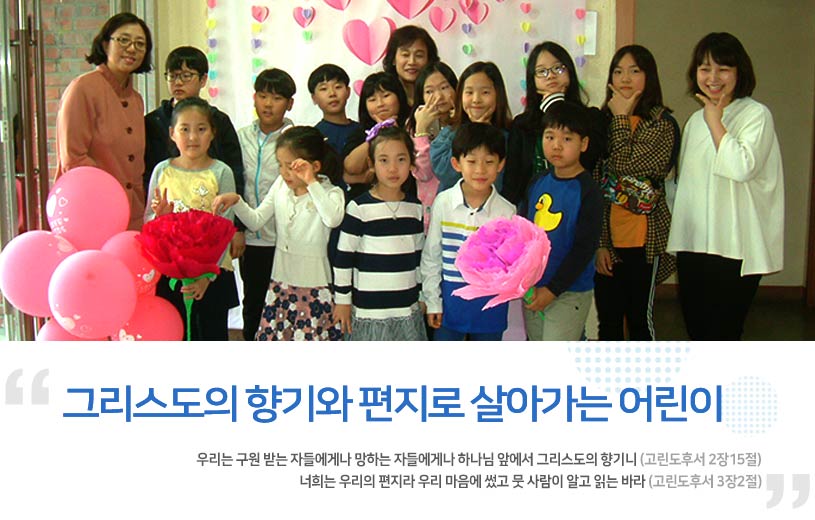 그리스도의 향기와 편지로 살아가는 어린이
우리는 구원 받는 자들에게나 망하는 자들에게나 하나님 앞에서 그리스도의 향기니 (고린도후서 2장15절)
너희는 우리의 편지라 우리 마음에 썼고 뭇 사람이 알고 읽는 바라 (고린도후서 3장2절)